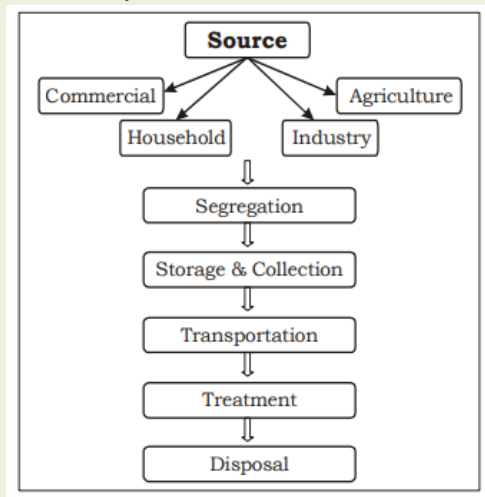 Source
Commercial
Agriculture
Household
Industry
Segregation
Storage & Collection
Transportation
Treatment
Disposal